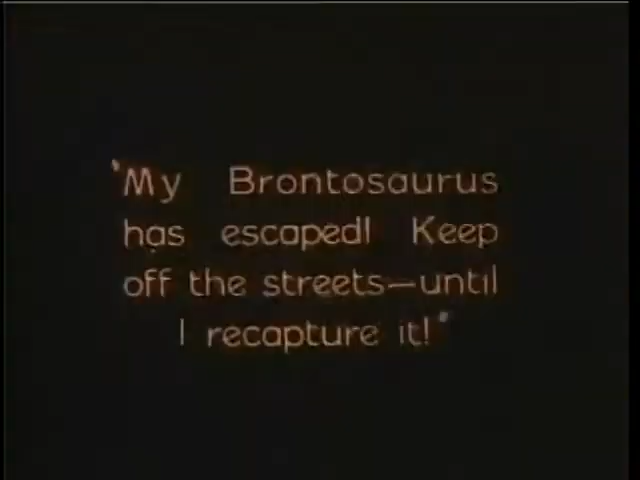 "My Brontosaurus
has escaped! Keep
off the streets—until
I recapture it!"